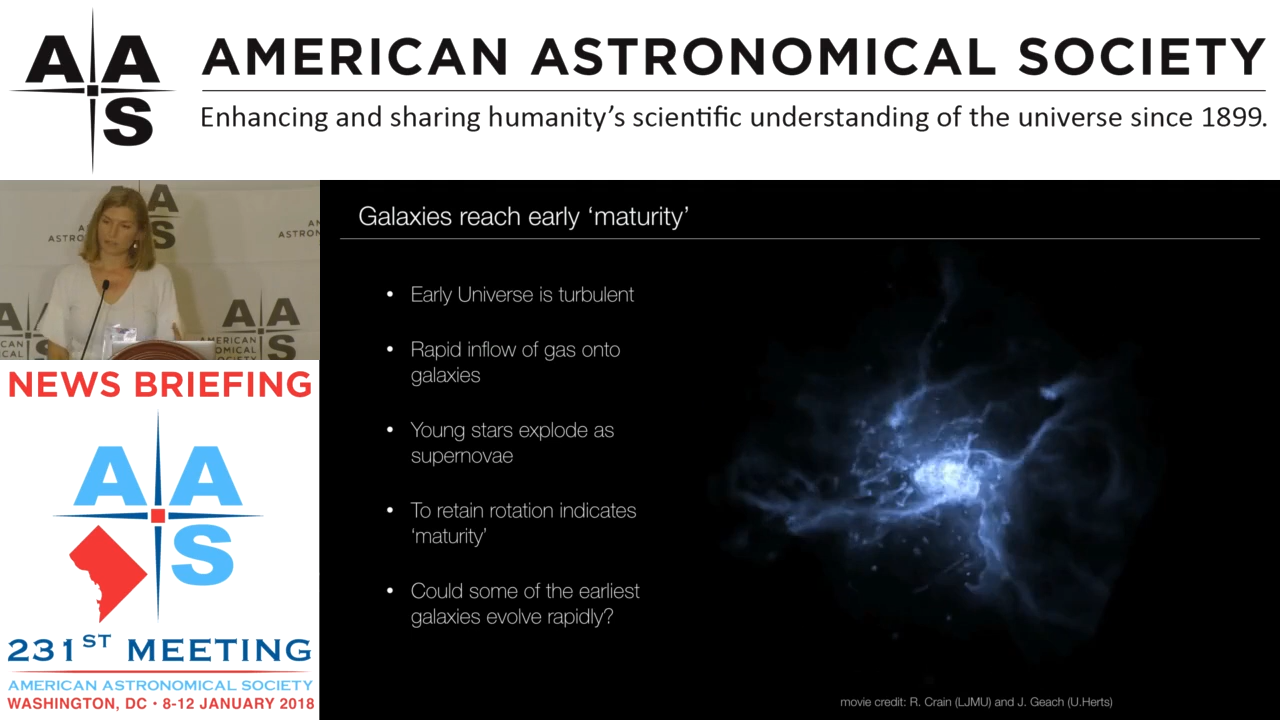 AAS
AMERICAN ASTRONOMICAL SOCIETY
Enhancing and sharing humanity’s scientific understanding of the universe since 1899.
NEWS BRIEFING
AAS
231ST MEETING
AMERICAN ASTRONOMICAL SOCIETY
WASHINGTON, DC • 8-12 JANUARY 2018
Galaxies reach early ‘maturity’
• Early Universe is turbulent
• Rapid inflow of gas onto
galaxies
• Young stars explode as
supernovae
• To retain rotation indicates
‘maturity’
• Could some of the earliest
galaxies evolve rapidly?
movie credit: R. Crain (LJMU) and J. Geach (U.Herts)